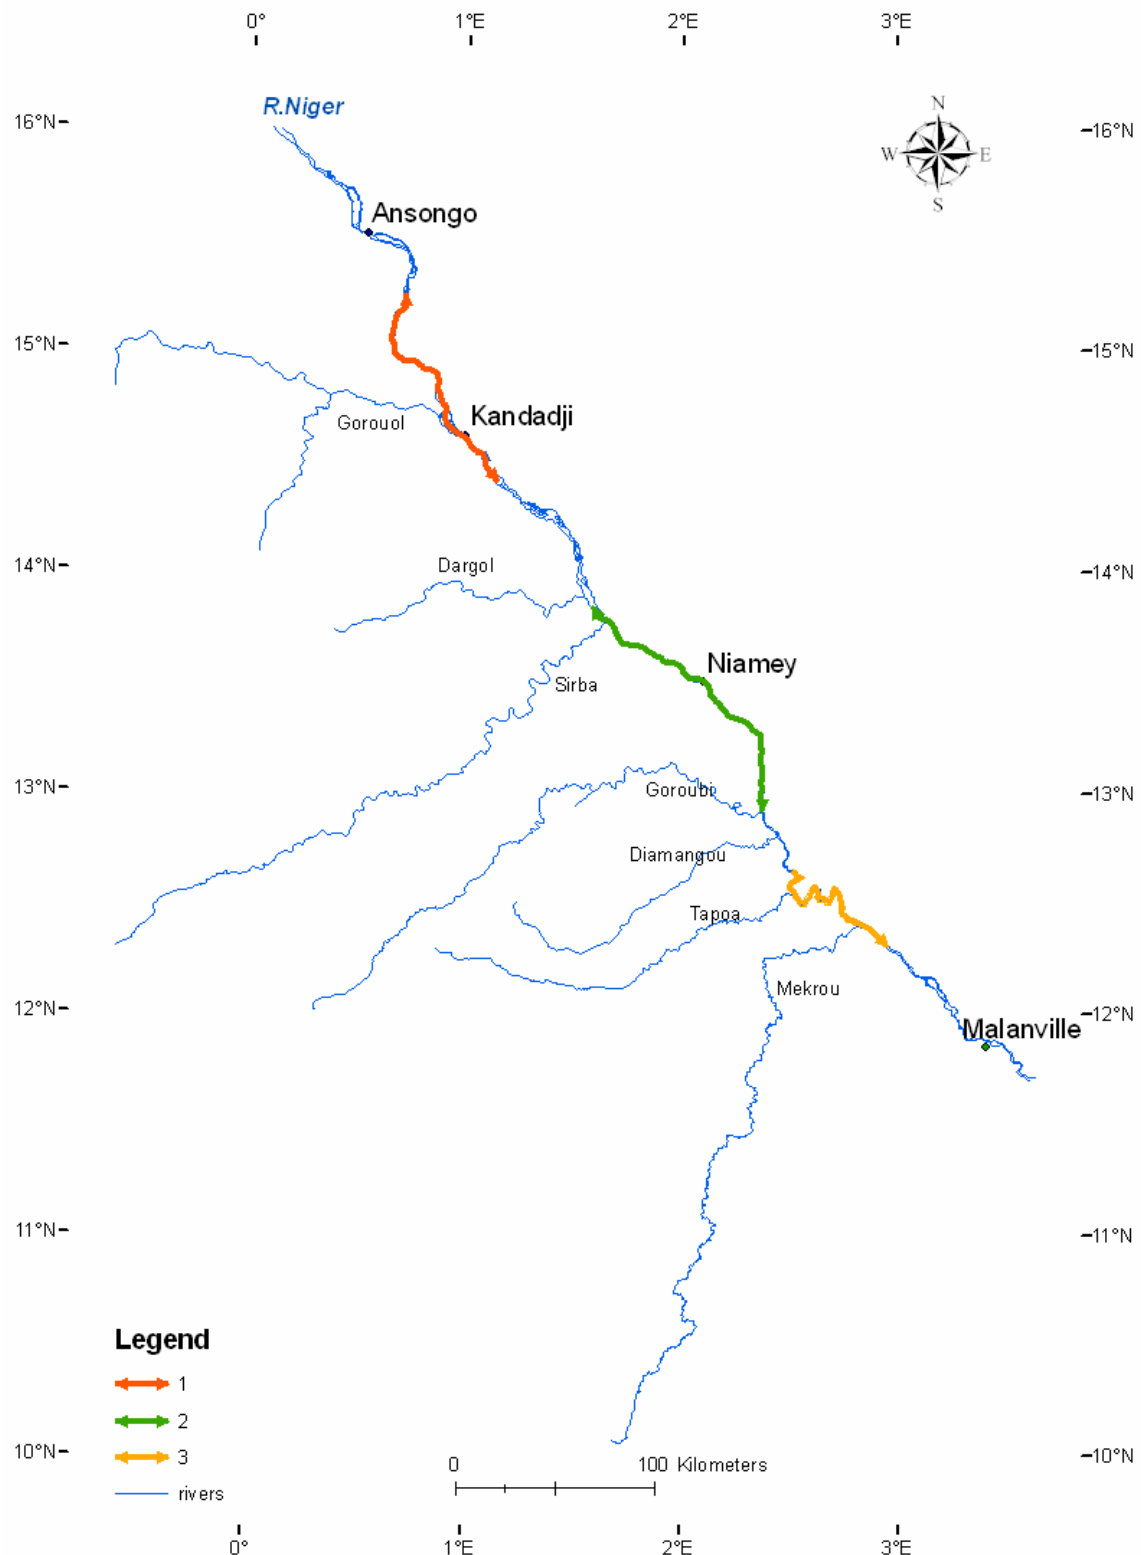 0° 1°E 2°E 3°E
R.Niger
N
16°N 16°N
W E
S
Ansongo
15°N 15°N
Kandadji
Gorouol
14°N 14°N
Dargol
Niamey
Sirba
13°N 13°N
Goroubi
Diamangou
Tapoa
Mekrou
12°N 12°N
Malanville
11°N 11°N
Legend
1
2
3
rivers
10°N 10°N
0 100 Kilometers
0° 1°E 2°E 3°E